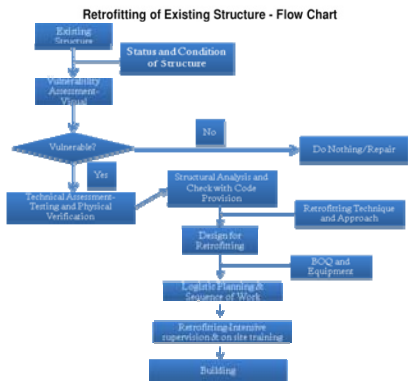 Retrofitting of Existing Structure - Flow Chart
Existing
Structure
Status and Condition
of Structure
Vulnerability
Assessment-
Visual
Vulnerable?
No
Do Nothing/Repair
Yes
Technical Assessment-
Testing and Physical
Verification
Structural Analysis and
Check with Code
Provision
Retrofitting Technique
and Approach
Design for
Retrofitting
BOQ and
Equipment
Logistic Planning &
Sequence of Work
Retrofitting-Intensive
supervision & on site training
Building